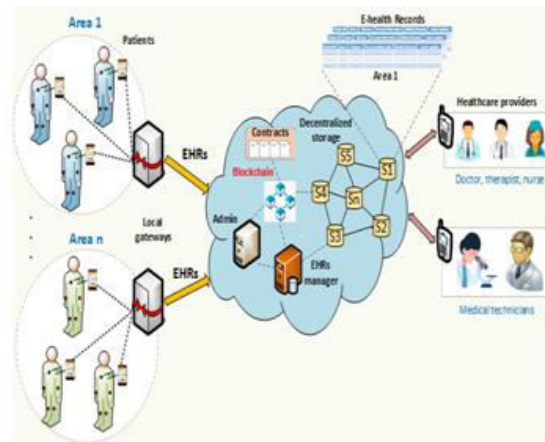 Area 1
Patients
E-health Records
Area 1
Healthcare providers
Doctor, therapist, nurse
Medical technicians
Contracts
Decentralized
storage
Blockchain
S5
S1
S4
Sn
S3
S2
Admin
EHRs
manager
EHRs
Local
gateways
EHRs
Area n